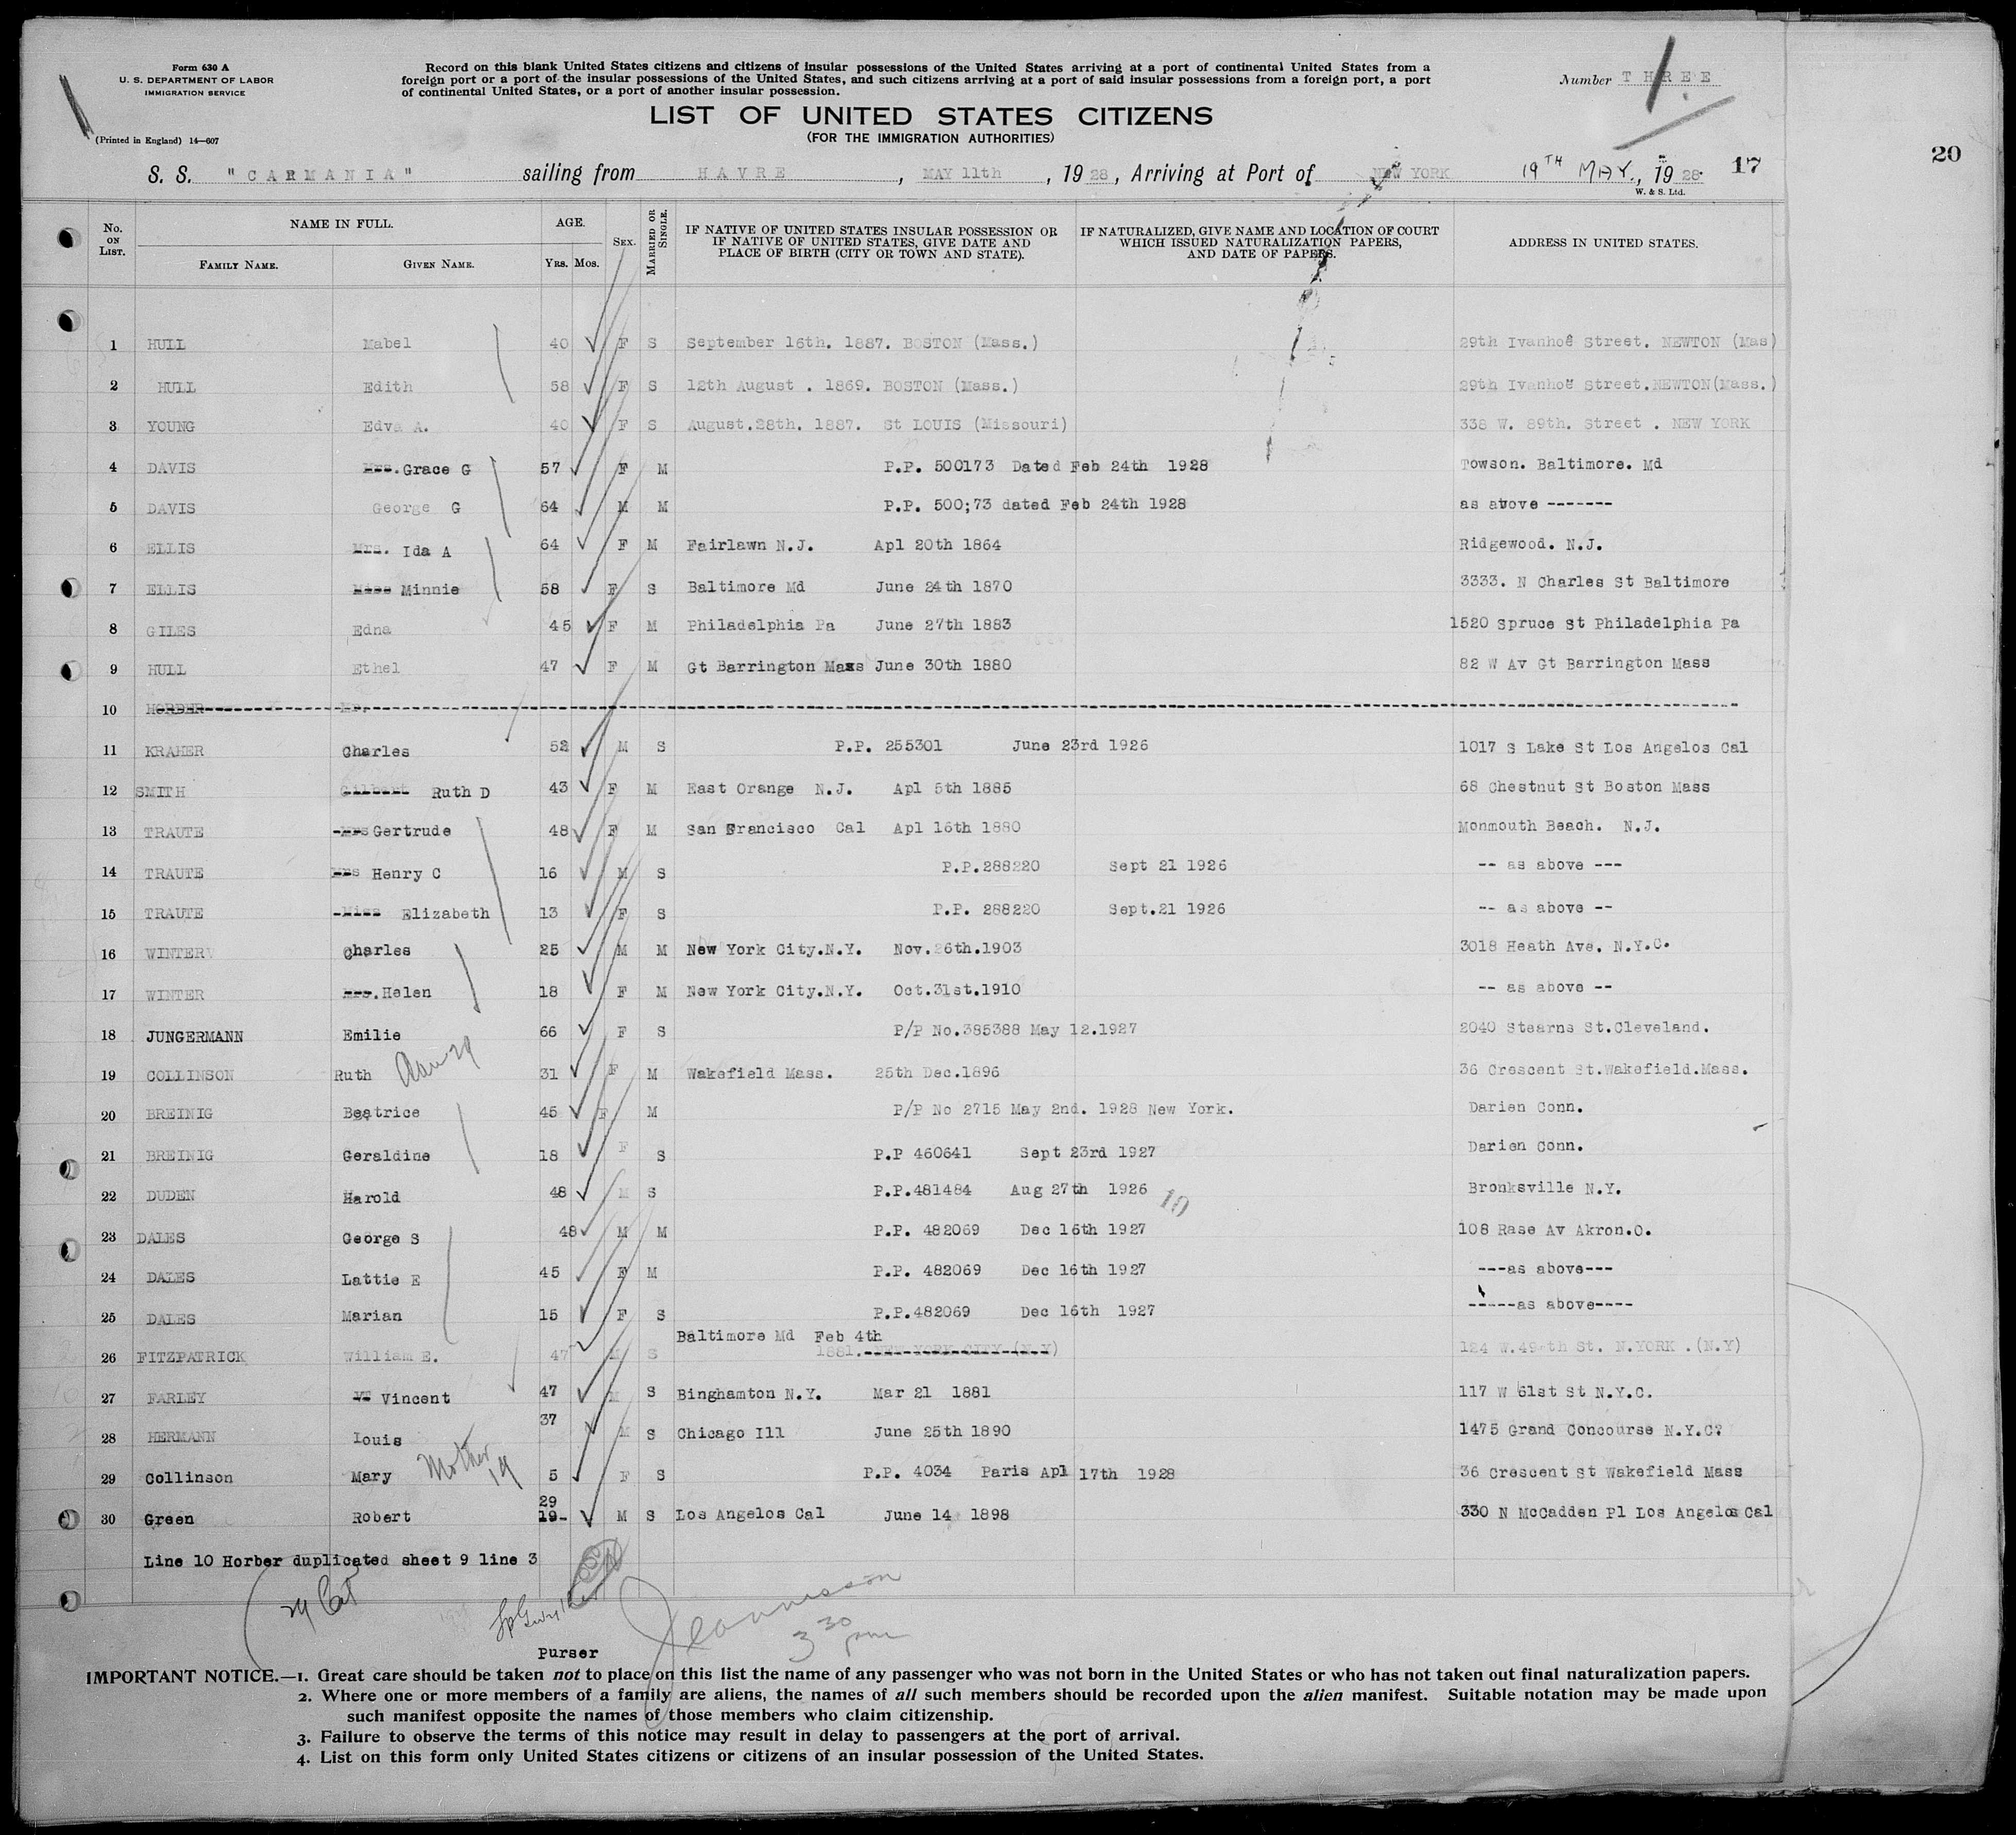 Form 630 A
U. S. DEPARTMENT OF LABOR
IMMIGRATION SERVICE
(Printed in England) 14—607
Record on this blank United States citizens and citizens of insular possessions of the United States arriving at a port of continental United States from a
foreign port or a port of the insular possessions of the United States, and such citizens arriving at a port of said insular possessions from a foreign port, a port
of continental United States, or a port of another insular possession.
Number THREE
LIST OF UNITED STATES CITIZENS
(FOR THE IMMIGRATION AUTHORITIES)
S. S. "CARMANIA" sailing from HAVRE, MAY 11th, 1928, Arriving at Port of NEW YORK 19TH MAY., 1928. 17
W. & S. Ltd.
20
No. ON LIST. NAME IN FULL. FAMILY NAME. GIVEN NAME. AGE. YRS. MOS. SEX. MARRIED OR SINGLE. IF NATIVE OF UNITED STATES INSULAR POSSESSION OR IF NATIVE OF UNITED STATES, GIVE DATE AND PLACE OF BIRTH (CITY OR TOWN AND STATE). IF NATURALIZED, GIVE NAME AND LOCATION OF COURT WHICH ISSUED NATURALIZATION PAPERS, AND DATE OF PAPERS. ADDRESS IN UNITED STATES.
1 HULL Mabel 40 F S September 16th. 1887. BOSTON (Mass.) 29th Ivanhoë Street. NEWTON (Mas)
2 HULL Edith 58 F S 12th August . 1869. BOSTON (Mass.) 29th Ivanhoë Street.NEWTON(Mass.)
3 YOUNG Edva A. 40 F S August.28th. 1887. St LOUIS (Missouri) 338 W. 89th. Street . NEW YORK
4 DAVIS Mrs. Grace G 57 F M P.P. 500173 Dated Feb 24th 1928 Towson. Baltimore. Md
5 DAVIS George G 64 M M P.P. 500;73 dated Feb 24th 1928 as above -------
6 ELLIS Mrs. Ida A 64 F M Fairlawn N.J. Apl 20th 1864 Ridgewood. N.J.
7 ELLIS Miss Minnie 58 F S Baltimore Md June 24th 1870 3333. N Charles St Baltimore
8 GILES Edna 45 F M Philadelphia Pa June 27th 1883 1520 Spruce St Philadelphia Pa
9 HULL Ethel 47 F M Gt Barrington Mass June 30th 1880 82 W Av Gt Barrington Mass
10
11 KRAMER Charles 52 M S P.P. 255301 June 23rd 1926 1017 S Lake St Los Angelos Cal
12 SMITH Gilbert Ruth D 43 F M East Orange N.J. Apl 5th 1885 68 Chestnut St Boston Mass
13 TRAUTE Mrs Gertrude 48 F M San Francisco Cal Apl 16th 1880 Monmouth Beach. N.J.
14 TRAUTE Henry C 16 M S P.P.288220 Sept 21 1926 -- as above ---
15 TRAUTE Miss Elizabeth 13 F S P.P. 288220 Sept.21 1926 -- as above --
16 WINTER Charles 25 M M New York City.N.Y. Nov.26th.1903 3018 Heath Ave. N.Y.C.
17 WINTER Mrs. Helen 18 F M New York City.N.Y. Oct.31st.1910 -- as above --
18 JUNGERMANN Emilie 66 F S P/P No.385388 May 12.1927 2040 Stearns St.Cleveland.
19 COLLINSON Ruth 31 F M Wakefield Mass. 25th Dec.1896 36 Crescent St.Wakefield.Mass.
20 BREINIG Beatrice 45 F M P/P No 2715 May 2nd. 1928 New York. Darien Conn.
21 BREINIG Geraldine 18 F S P.P 460641 Sept 23rd 1927 Darien Conn.
22 DUDEN Harold 48 M S P.P.481484 Aug 27th 1926 10 Bronksville N.Y.
23 DALES George S 48 M M P.P. 482069 Dec 16th 1927 108 Rase Av Akron.O.
24 DALES Lattie E 45 F M P.P. 482069 Dec 16th 1927 ---as above---
25 DALES Marian 15 F S P.P.482069 Dec 16th 1927 -----as above----
26 FITZPATRICK William E. 47 M S Baltimore Md Feb 4th 1881. NEW YORK CITY (N.Y) 124 W.49th St. N.YORK .(N.Y)
27 FARLEY Vincent 47 M S Binghamton N.Y. Mar 21 1881 117 W 61st St N.Y.C.
28 HERMANN Louis 37 M S Chicago Ill June 25th 1890 1475 Grand Concourse N.Y.C?
29 Collinson Mary Mother 19 5 F S P.P. 4034 Paris Apl 17th 1928 36 Crescent St Wakefield Mass
30 Green Robert 29 19- M S Los Angelos Cal June 14 1898 330 N McCadden Pl Los Angelos Cal
Line 10 Horber duplicated sheet 9 line 3
3 30 pm
Purser
IMPORTANT NOTICE.—1. Great care should be taken not to place on this list the name of any passenger who was not born in the United States or who has not taken out final naturalization papers.
2. Where one or more members of a family are aliens, the names of all such members should be recorded upon the alien manifest. Suitable notation may be made upon
such manifest opposite the names of those members who claim citizenship.
3. Failure to observe the terms of this notice may result in delay to passengers at the port of arrival.
4. List on this form only United States citizens or citizens of an insular possession of the United States.